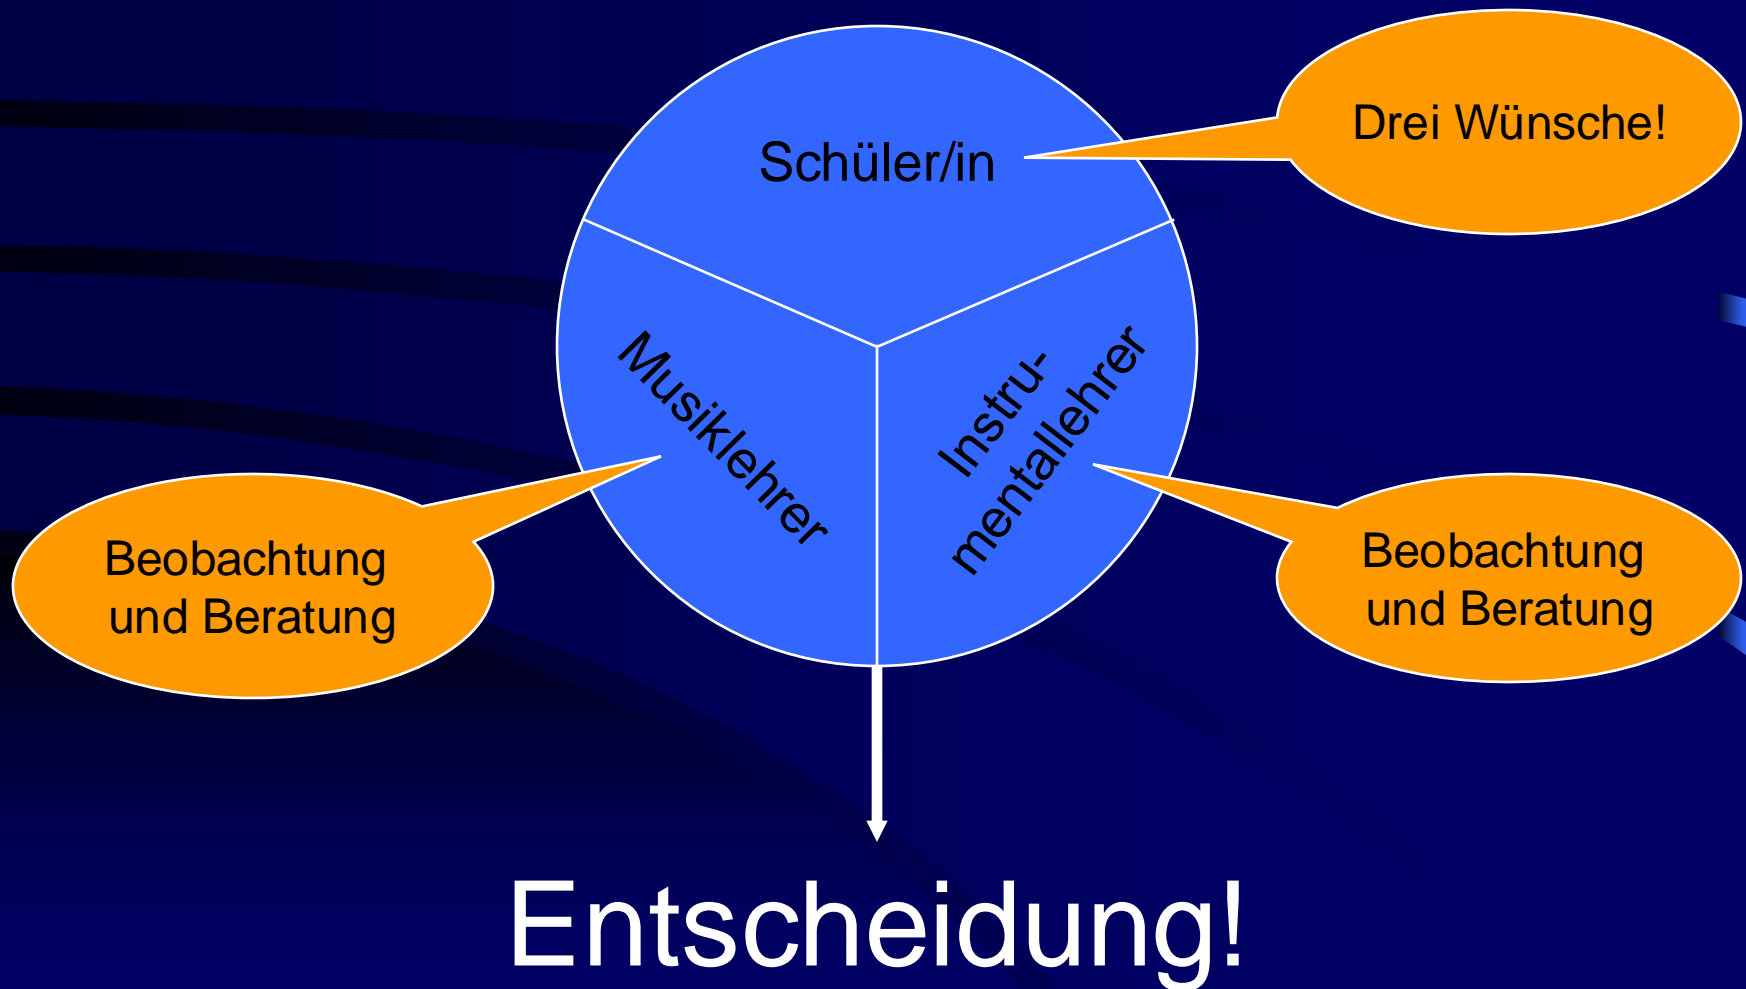 Drei Wünsche!
Schüler/in
Musiklehrer
Instru-
mentallehrer
Beobachtung
und Beratung
Beobachtung
und Beratung
Entscheidung!